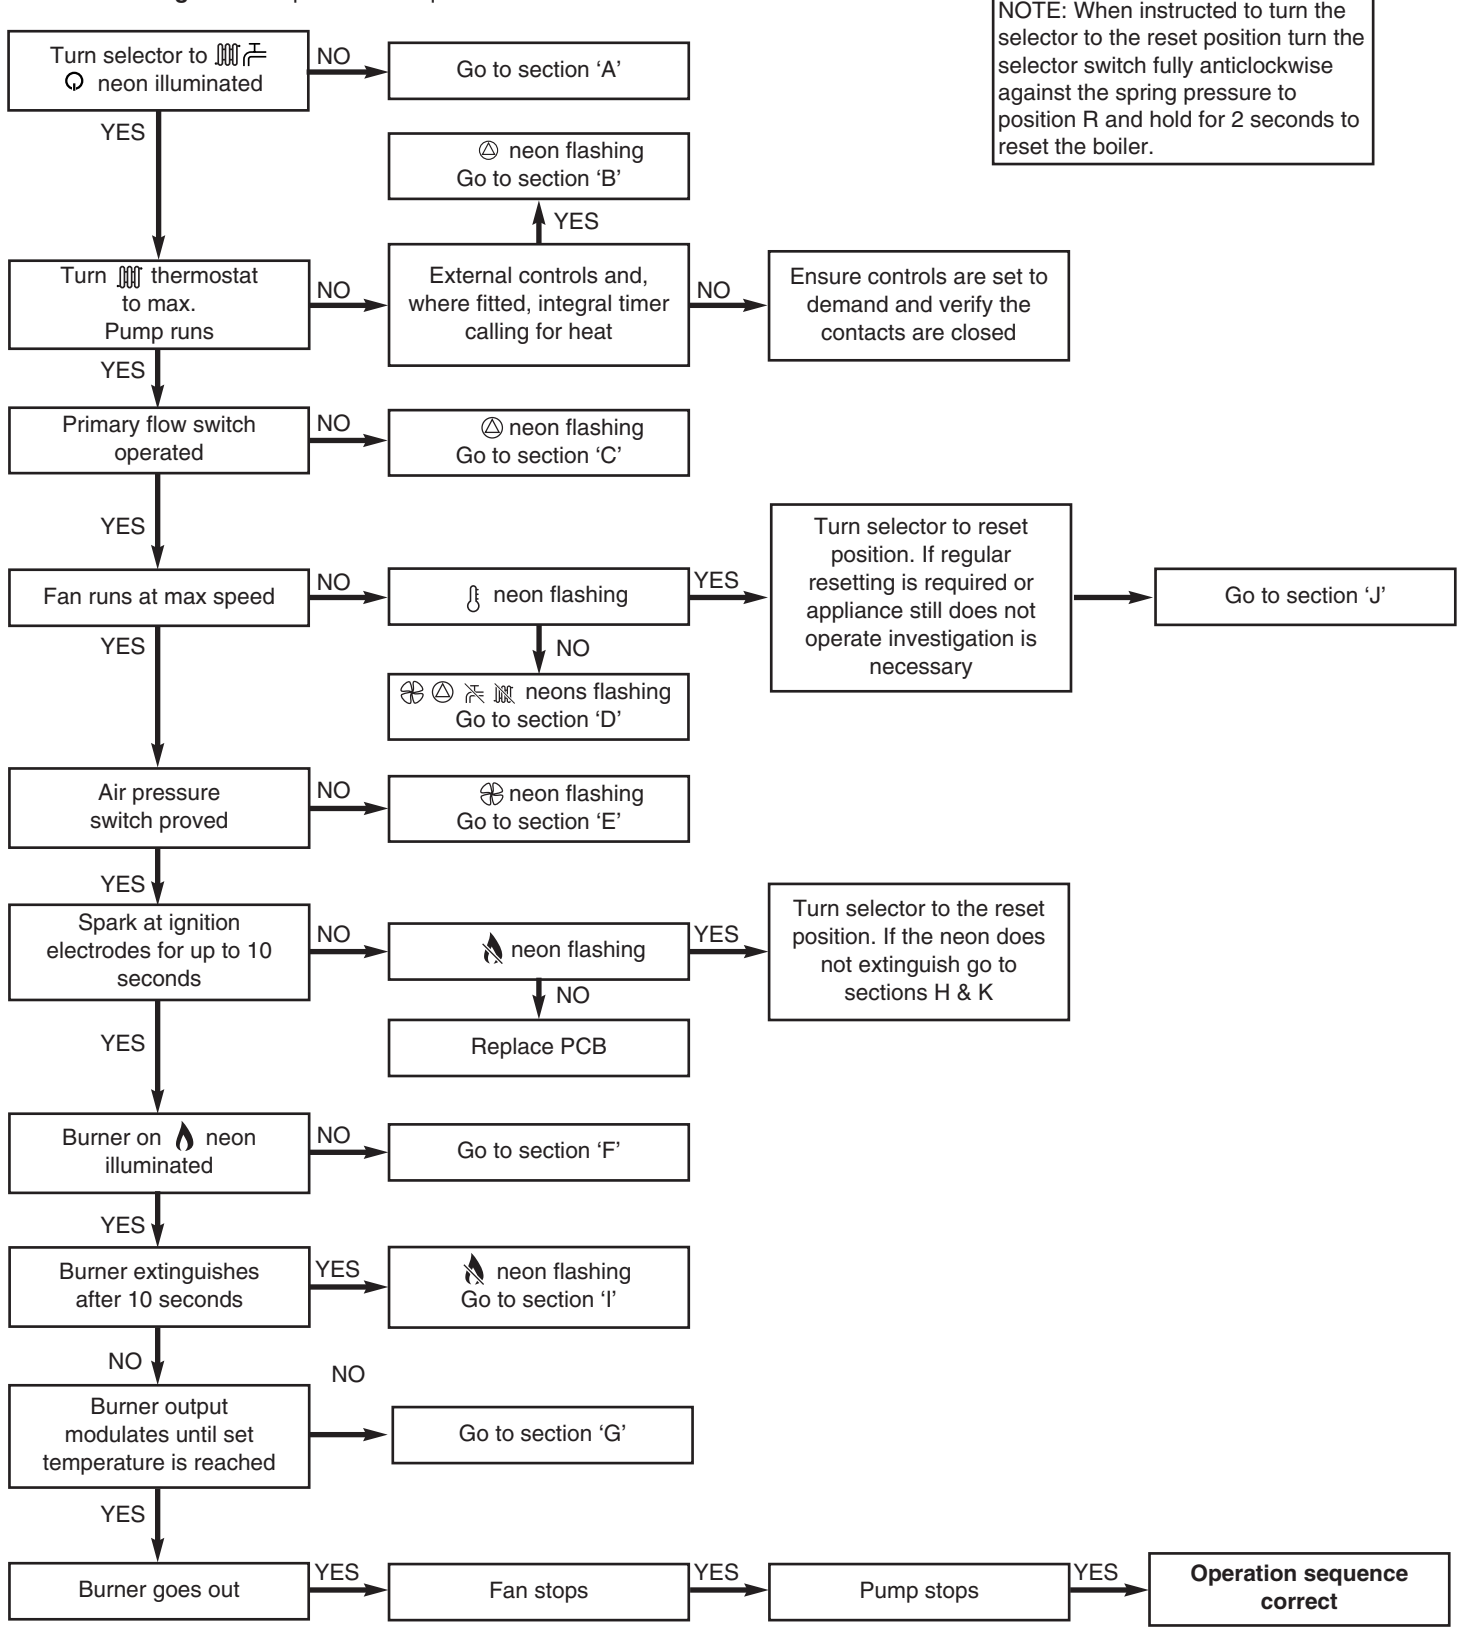 NOTE: When instructed to turn the
selector to the reset position turn the
selector switch fully anticlockwise
against the spring pressure to
position R and hold for 2 seconds to
reset the boiler.
Turn selector to
neon illuminated
NO
Go to section ‘A’
YES
neon flashing
Go to section ‘B’
YES
Turn thermostat
to max.
Pump runs
NO
External controls and,
where fitted, integral timer
calling for heat
NO
Ensure controls are set to
demand and verify the
contacts are closed
YES
Primary flow switch
operated
NO
neon flashing
Go to section ‘C’
YES
Fan runs at max speed
NO
neon flashing
YES
Turn selector to reset
position. If regular
resetting is required or
appliance still does not
operate investigation is
necessary
Go to section ‘J’
YES
NO
neons flashing
Go to section ‘D’
Air pressure
switch proved
NO
neon flashing
Go to section ‘E’
YES
Spark at ignition
electrodes for up to 10
seconds
NO
neon flashing
YES
Turn selector to the reset
position. If the neon does
not extinguish go to
sections H & K
NO
Replace PCB
YES
Burner on neon
illuminated
NO
Go to section ‘F’
YES
Burner extinguishes
after 10 seconds
YES
neon flashing
Go to section ‘I’
NO
NO
Burner output
modulates until set
temperature is reached
Go to section ‘G’
YES
Burner goes out
YES
Fan stops
YES
Pump stops
YES
Operation sequence
correct